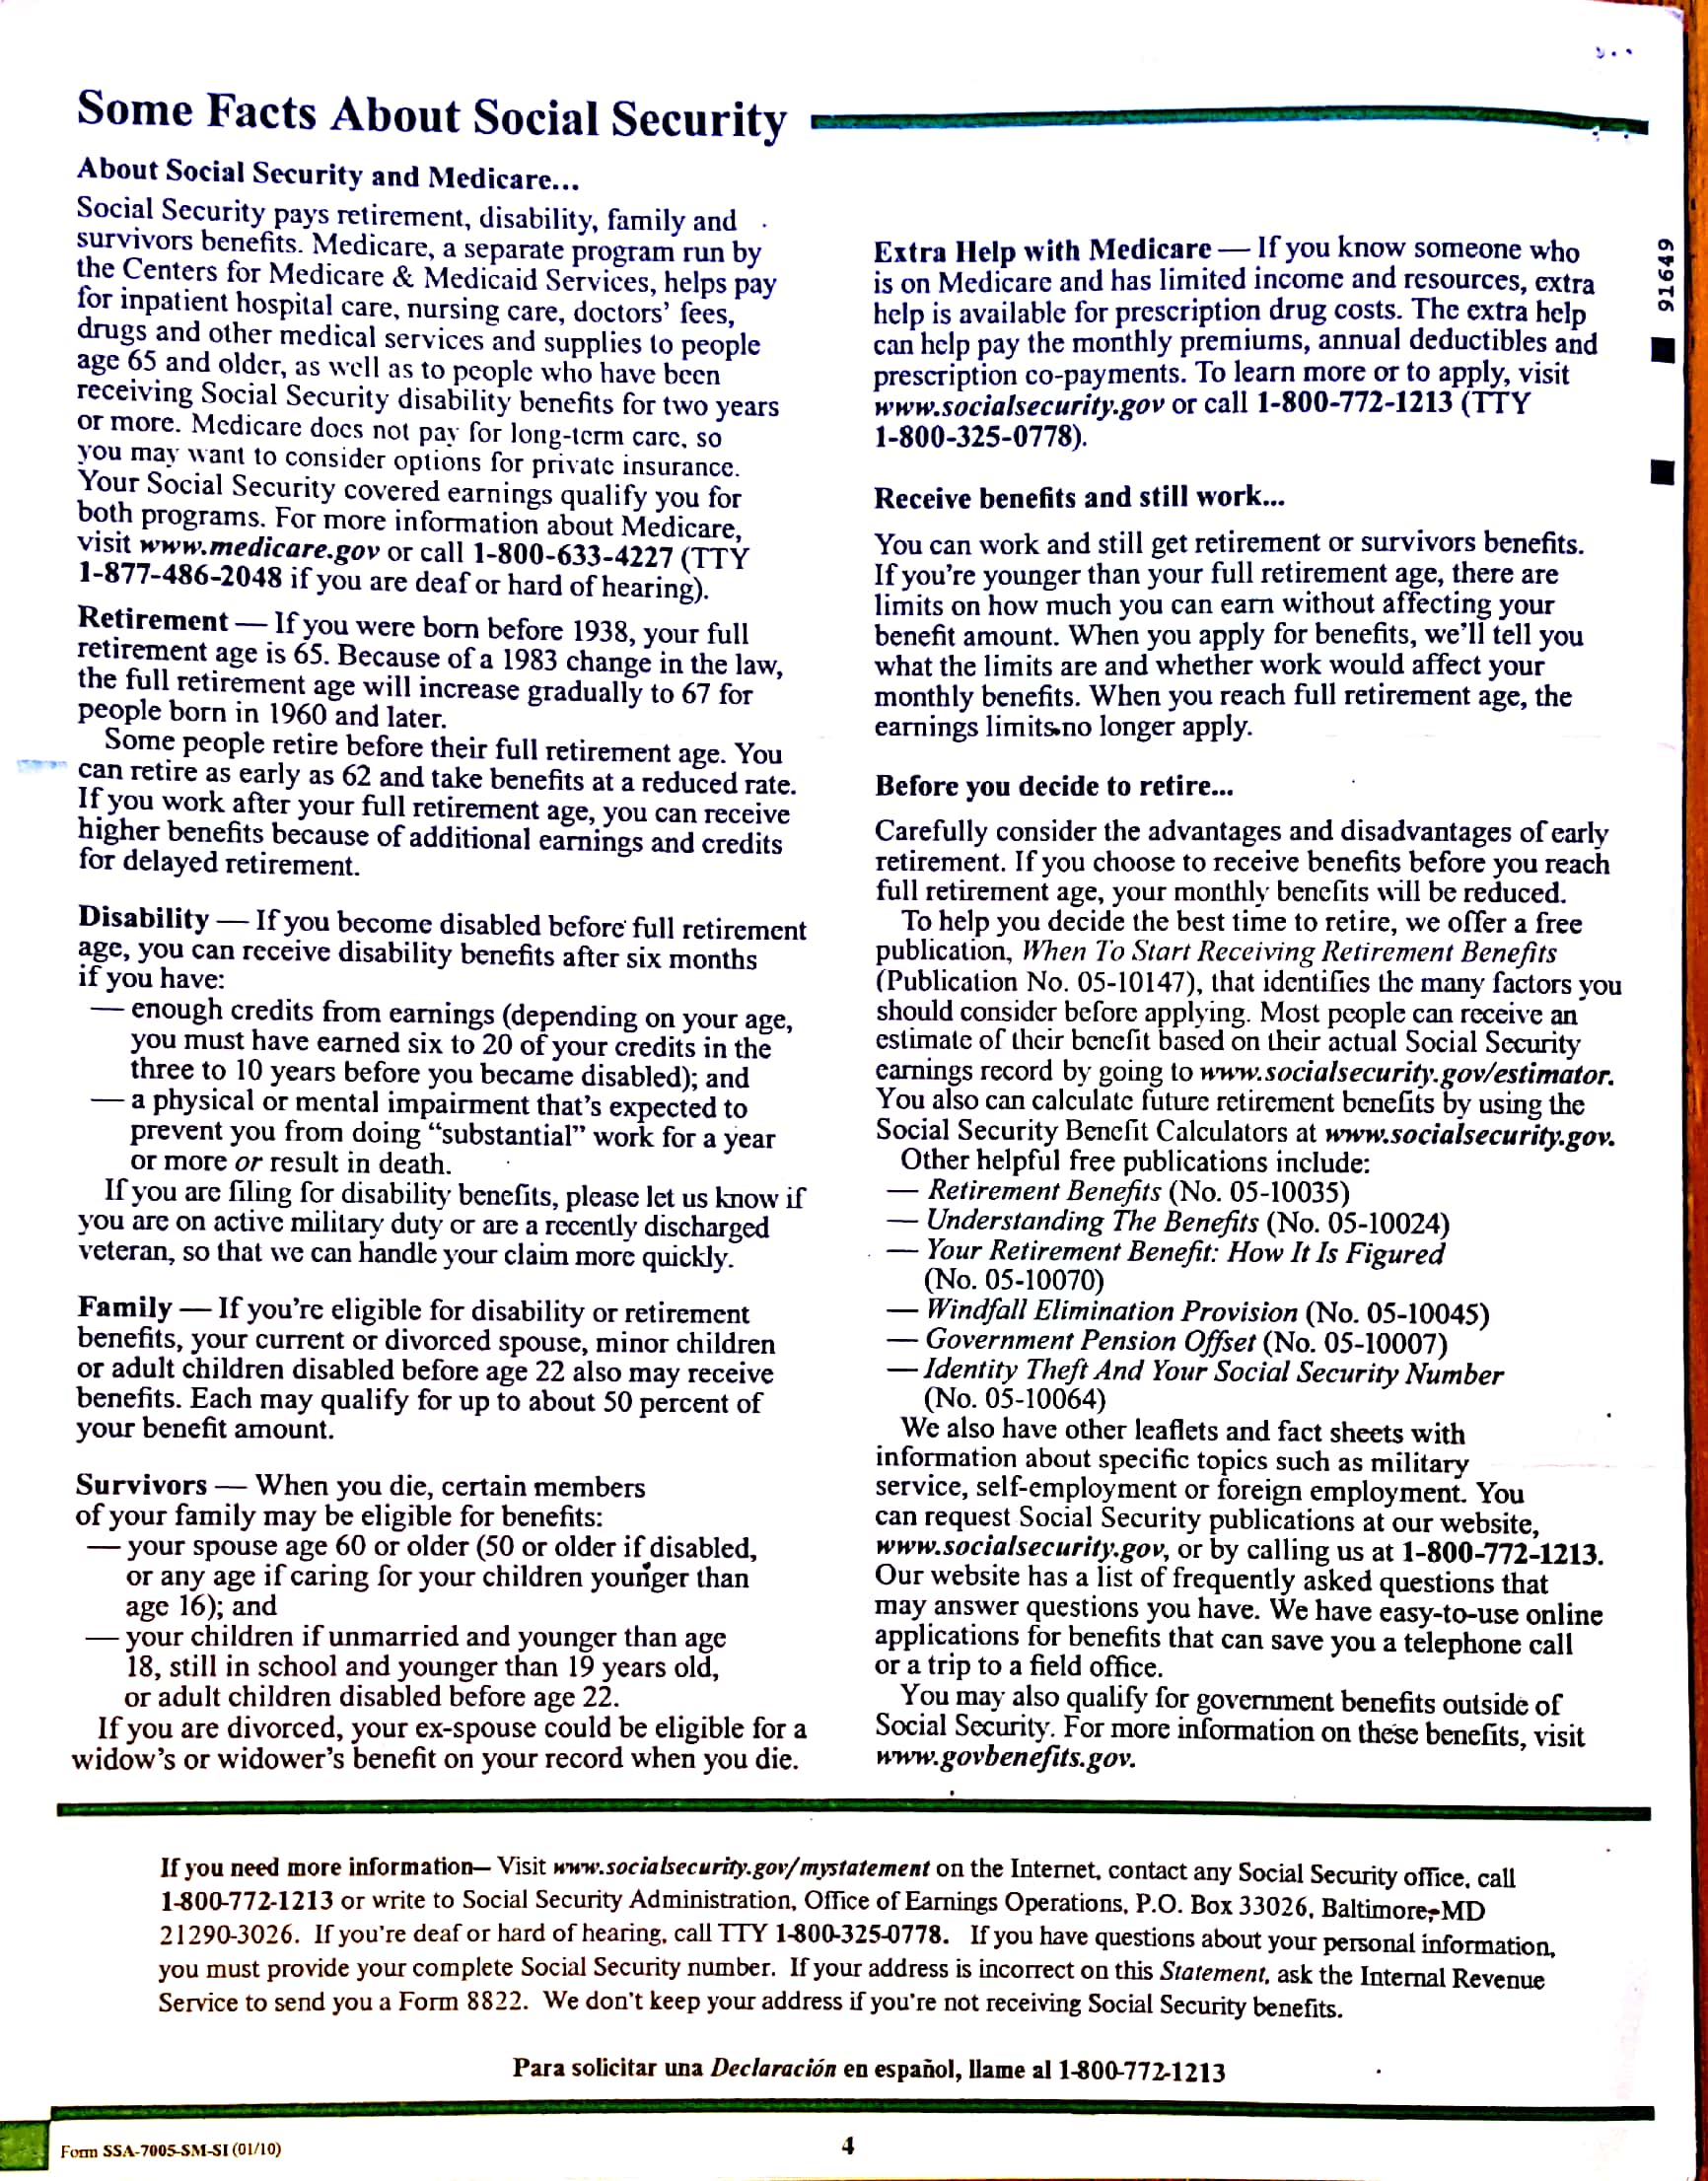 Some Facts About Social Security
About Social Security and Medicare...
Social Security pays retirement, disability, family and
survivors benefits. Medicare, a separate program run by
the Centers for Medicare & Medicaid Services, helps pay
for inpatient hospital care, nursing care, doctors' fees,
drugs and other medical services and supplies to people
age 65 and older, as well as to people who have been
receiving Social Security disability benefits for two years
or more. Medicare does not pay for long-term care, so
you may want to consider options for private insurance.
Your Social Security covered earnings qualify you for
both programs. For more information about Medicare,
visit www.medicare.gov or call 1-800-633-4227 (TTY
1-877-486-2048 if you are deaf or hard of hearing).
Retirement — If you were born before 1938, your full
retirement age is 65. Because of a 1983 change in the law,
the full retirement age will increase gradually to 67 for
people born in 1960 and later.
Some people retire before their full retirement age. You
can retire as early as 62 and take benefits at a reduced rate.
If you work after your full retirement age, you can receive
higher benefits because of additional earnings and credits
for delayed retirement.
Disability — If you become disabled before full retirement
age, you can receive disability benefits after six months
if you have:
— enough credits from earnings (depending on your age,
you must have earned six to 20 of your credits in the
three to 10 years before you became disabled); and
— a physical or mental impairment that's expected to
prevent you from doing "substantial" work for a year
or more or result in death.
If you are filing for disability benefits, please let us know if
you are on active military duty or are a recently discharged
veteran, so that we can handle your claim more quickly.
Family — If you're eligible for disability or retirement
benefits, your current or divorced spouse, minor children
or adult children disabled before age 22 also may receive
benefits. Each may qualify for up to about 50 percent of
your benefit amount.
Survivors — When you die, certain members
of your family may be eligible for benefits:
— your spouse age 60 or older (50 or older if disabled,
or any age if caring for your children younger than
age 16); and
— your children if unmarried and younger than age
18, still in school and younger than 19 years old,
or adult children disabled before age 22.
If you are divorced, your ex-spouse could be eligible for a
widow's or widower's benefit on your record when you die.
Extra Help with Medicare — If you know someone who
is on Medicare and has limited income and resources, extra
help is available for prescription drug costs. The extra help
can help pay the monthly premiums, annual deductibles and
prescription co-payments. To learn more or to apply, visit
www.socialsecurity.gov or call 1-800-772-1213 (TTY
1-800-325-0778).
Receive benefits and still work...
You can work and still get retirement or survivors benefits.
If you're younger than your full retirement age, there are
limits on how much you can earn without affecting your
benefit amount. When you apply for benefits, we'll tell you
what the limits are and whether work would affect your
monthly benefits. When you reach full retirement age, the
earnings limits no longer apply.
Before you decide to retire...
Carefully consider the advantages and disadvantages of early
retirement. If you choose to receive benefits before you reach
full retirement age, your monthly benefits will be reduced.
To help you decide the best time to retire, we offer a free
publication, When To Start Receiving Retirement Benefits
(Publication No. 05-10147), that identifies the many factors you
should consider before applying. Most people can receive an
estimate of their benefit based on their actual Social Security
earnings record by going to www.socialsecurity.gov/estimator.
You also can calculate future retirement benefits by using the
Social Security Benefit Calculators at www.socialsecurity.gov.
Other helpful free publications include:
— Retirement Benefits (No. 05-10035)
— Understanding The Benefits (No. 05-10024)
— Your Retirement Benefit: How It Is Figured
(No. 05-10070)
— Windfall Elimination Provision (No. 05-10045)
— Government Pension Offset (No. 05-10007)
— Identity Theft And Your Social Security Number
(No. 05-10064)
We also have other leaflets and fact sheets with
information about specific topics such as military
service, self-employment or foreign employment. You
can request Social Security publications at our website,
www.socialsecurity.gov, or by calling us at 1-800-772-1213.
Our website has a list of frequently asked questions that
may answer questions you have. We have easy-to-use online
applications for benefits that can save you a telephone call
or a trip to a field office.
You may also qualify for government benefits outside of
Social Security. For more information on these benefits, visit
www.govbenefits.gov.
91649
If you need more information– Visit www.socialsecurity.gov/mystatement on the Internet, contact any Social Security office, call
1-800-772-1213 or write to Social Security Administration, Office of Earnings Operations, P.O. Box 33026, Baltimore, MD
21290-3026. If you're deaf or hard of hearing, call TTY 1-800-325-0778. If you have questions about your personal information,
you must provide your complete Social Security number. If your address is incorrect on this Statement, ask the Internal Revenue
Service to send you a Form 8822. We don't keep your address if you're not receiving Social Security benefits.
Para solicitar una Declaración en español, llame al 1-800-772-1213
Form SSA-7005-SM-SI (01/10)
4